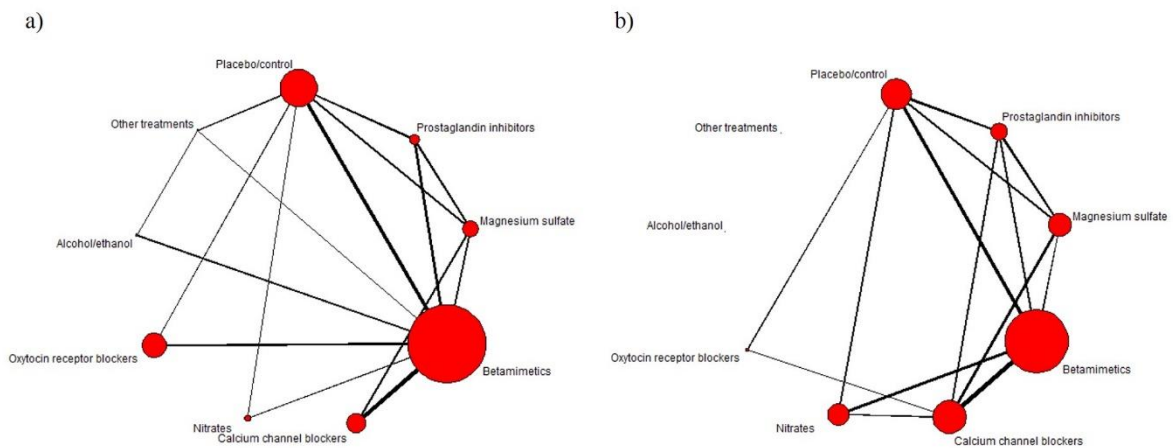 a)
Placebo/control
Other treatments
Prostaglandin inhibitors
Magnesium sulfate
Alcohol/ethanol
Oxytocin receptor blockers
Betamimetics
Nitrates
Calcium channel blockers
b)
Placebo/control
Other treatments
Prostaglandin inhibitors
Magnesium sulfate
Alcohol/ethanol
Oxytocin receptor blockers
Betamimetics
Nitrates
Calcium channel blockers